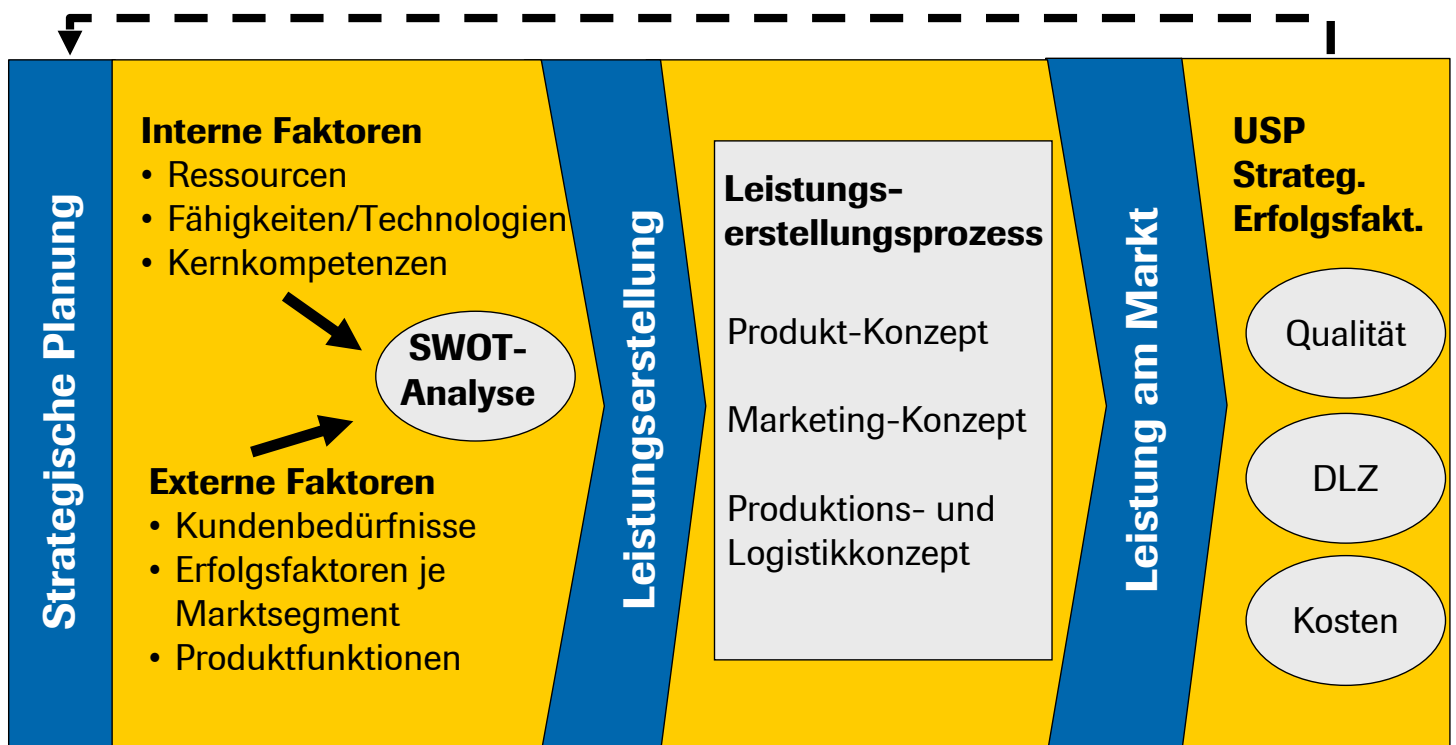 Strategische Planung
Interne Faktoren
• Ressourcen
• Fähigkeiten/Technologien
• Kernkompetenzen
SWOT-
Analyse
Externe Faktoren
• Kundenbedürfnisse
• Erfolgsfaktoren je
Marktsegment
• Produktfunktionen
Leistungserstellung
Leistungs-
erstellungsprozess
Produkt-Konzept
Marketing-Konzept
Produktions- und
Logistikkonzept
Leistung am Markt
USP
Strateg.
Erfolgsfakt.
Qualität
DLZ
Kosten